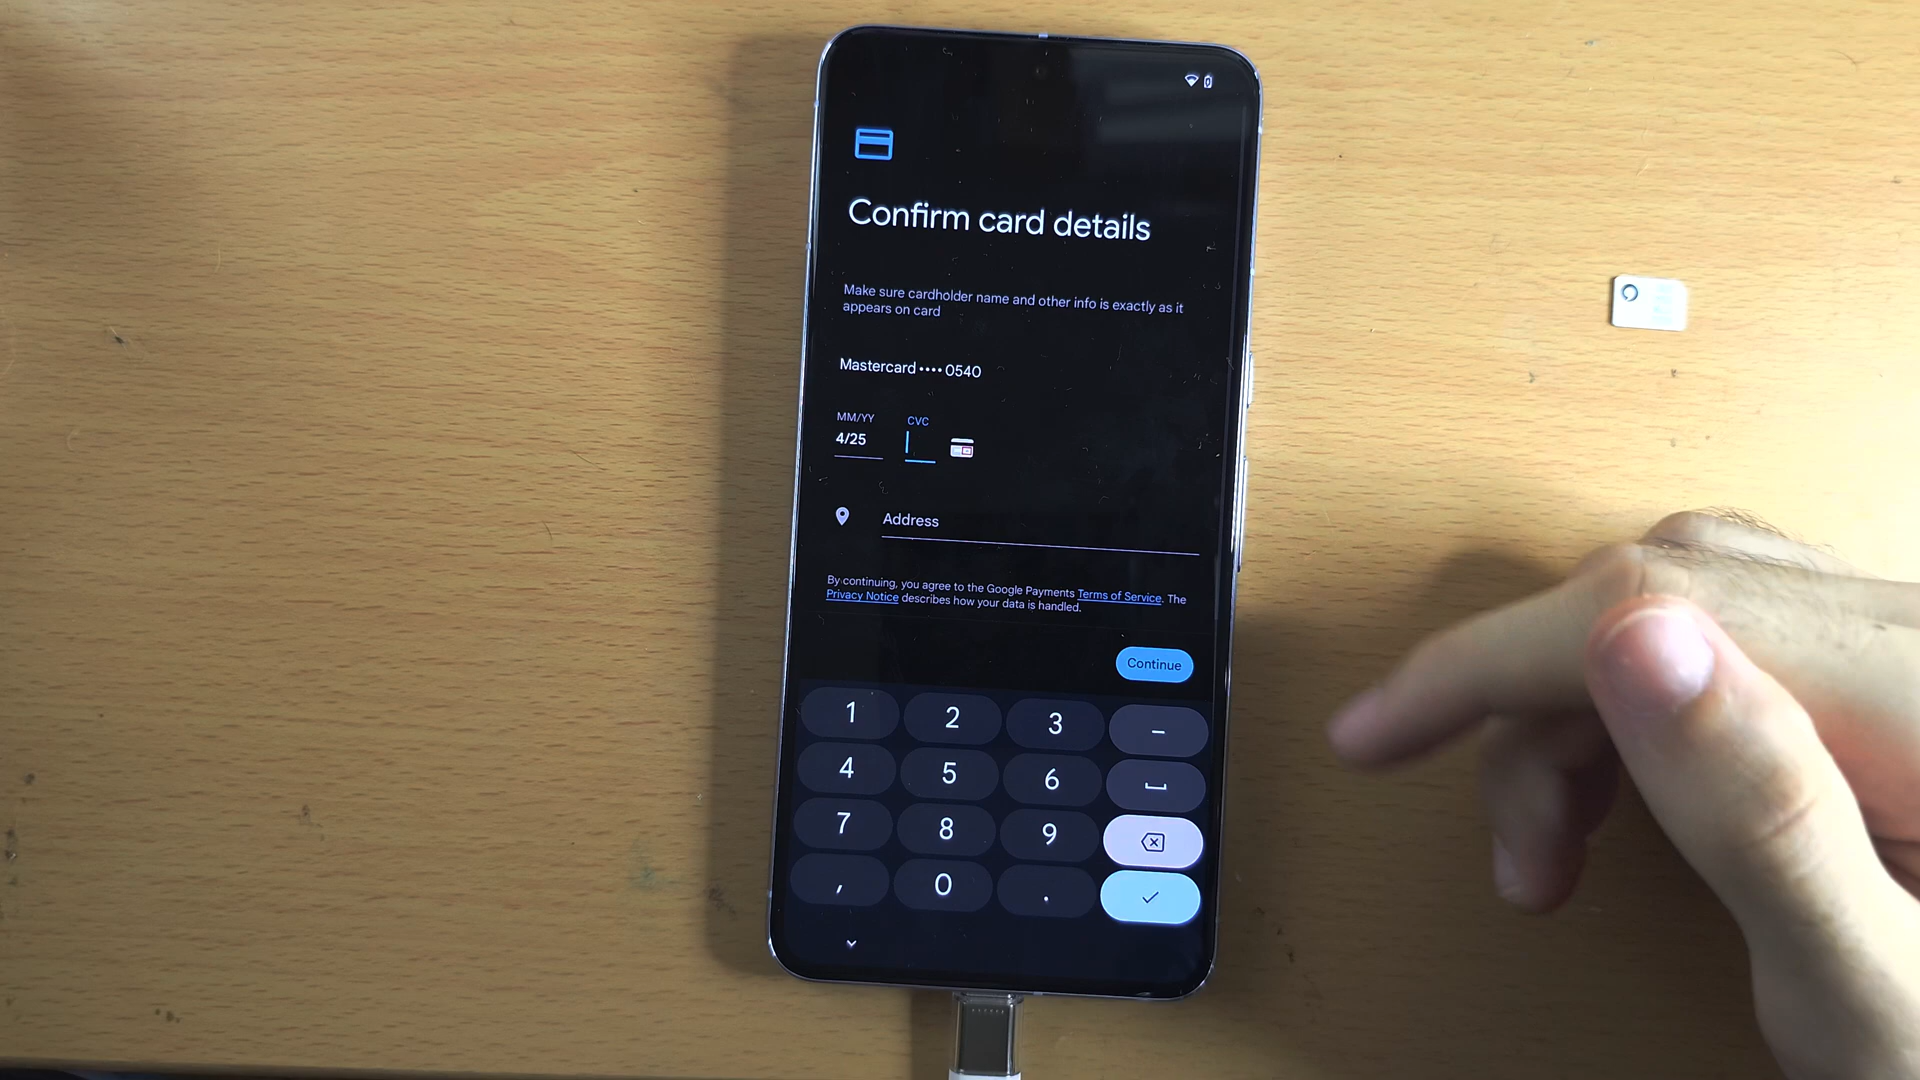 Confirm card details
Make sure cardholder name and other info is exactly as it
appears on card
Mastercard •••• 0540
MM/YY CVC
4/25
Address
By continuing, you agree to the Google Payments Terms of Service. The
Privacy Notice describes how your data is handled.
Continue
1 2 3 –
4 5 6
7 8 9
, 0 .